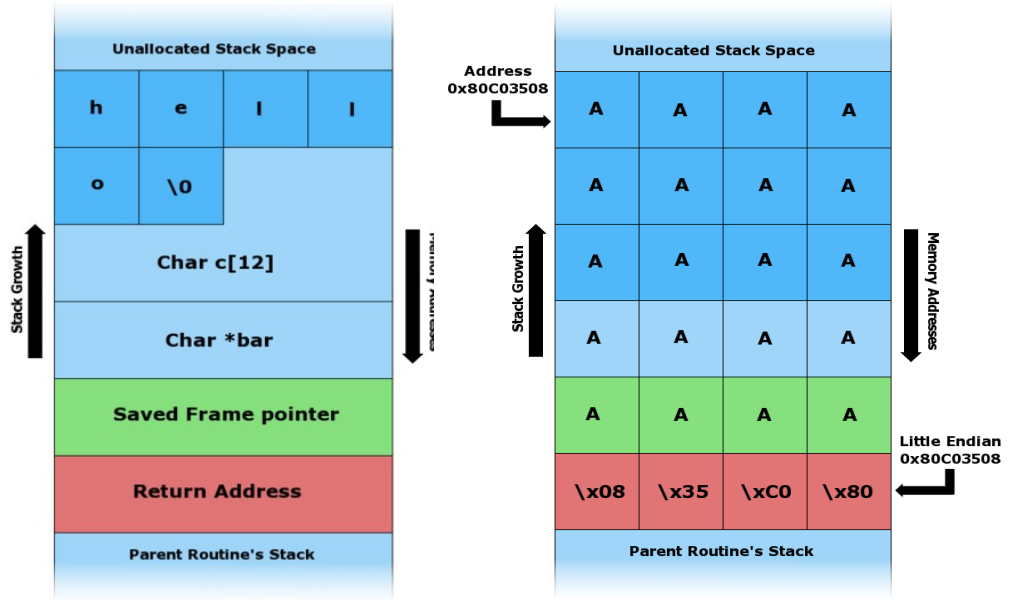 Unallocated Stack Space
h e l l
o \0
Char c[12]
Char *bar
Saved Frame pointer
Return Address
Parent Routine's Stack
Stack Growth
Unallocated Stack Space
Address
0x80C03508
A A A A
A A A A
A A A A
A A A A
A A A A
\x08 \x35 \xC0 \x80
Parent Routine's Stack
Stack Growth
Memory Addresses
Little Endian
0x80C03508